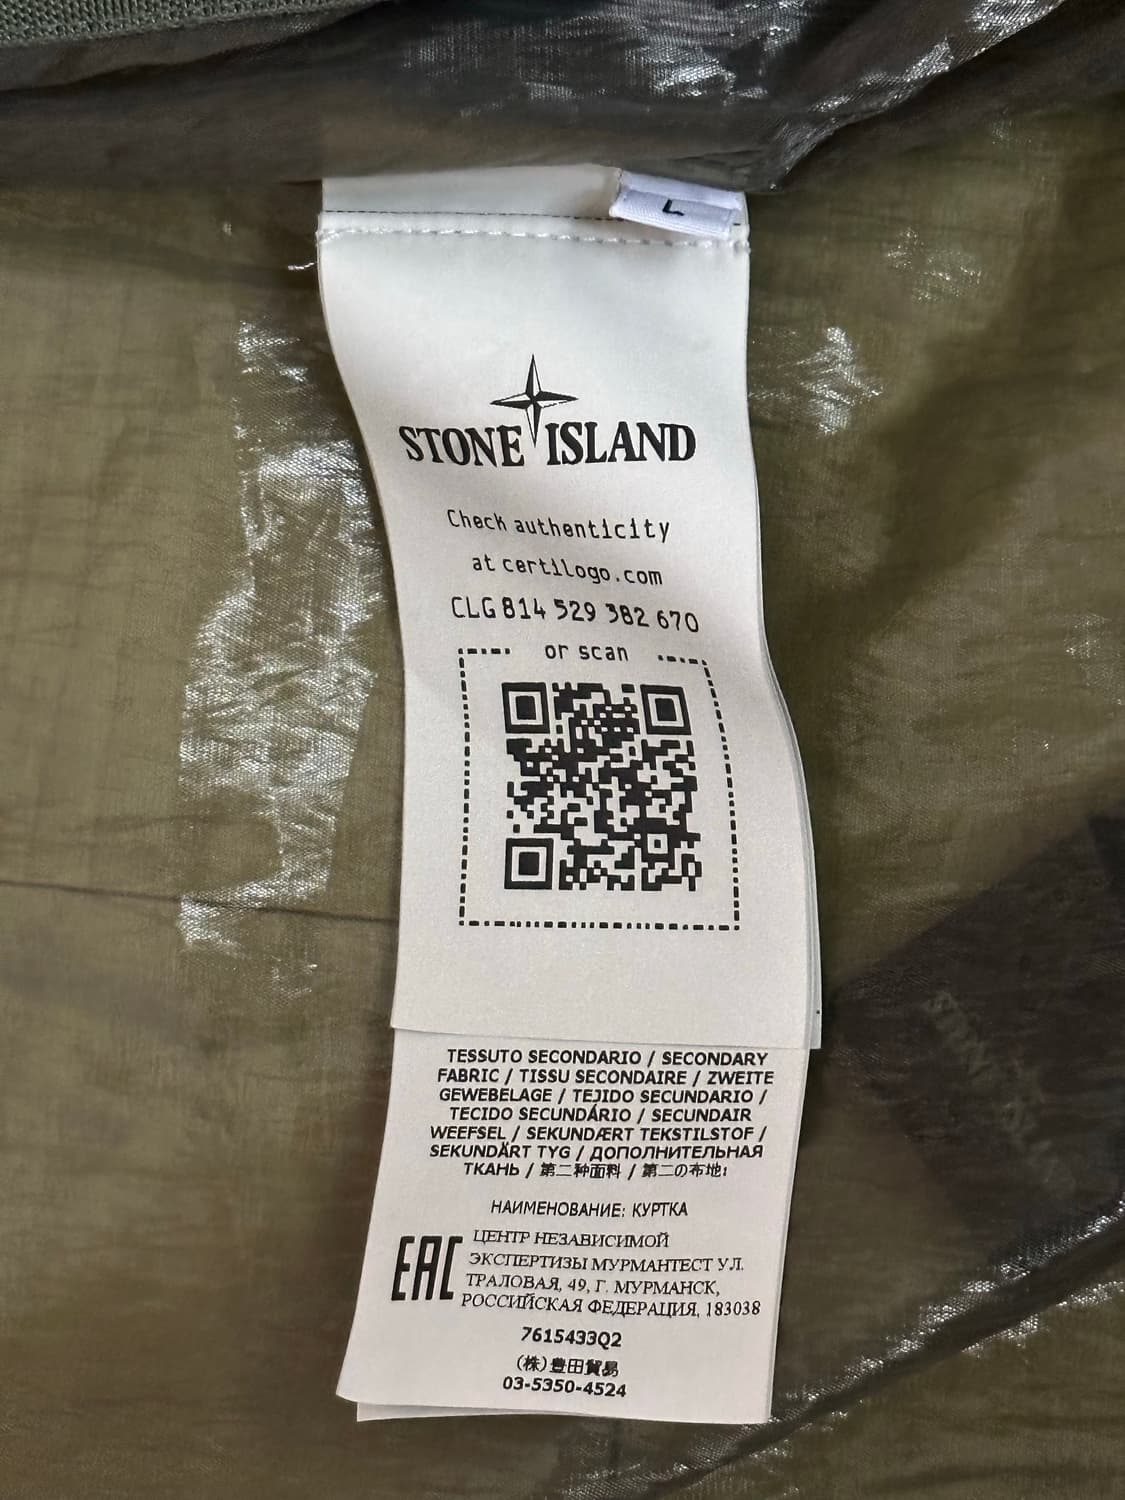 L
STONE ISLAND
Check authenticity
at certilogo.com
CLG 814 529 382 670
or scan
TESSUTO SECONDARIO / SECONDARY
FABRIC / TISSU SECONDAIRE / ZWEITE
GEWEBELAGE / TEJIDO SECUNDARIO /
TECIDO SECUNDÁRIO / SECUNDAIR
WEEFSEL / SEKUNDÆRT TEKSTILSTOF /
SEKUNDÄRT TYG / ДОПОЛНИТЕЛЬНАЯ
ТКАНЬ / 第二种面料 / 第二の布地:
НАИМЕНОВАНИЕ: КУРТКА
EAC
ЦЕНТР НЕЗАВИСИМОЙ
ЭКСПЕРТИЗЫ МУРМАНТЕСТ УЛ.
ТРАЛОВАЯ, 49, Г. МУРМАНСК,
РОССИЙСКАЯ ФЕДЕРАЦИЯ, 183038
7615433Q2
(株)豊田貿易
03-5350-4524